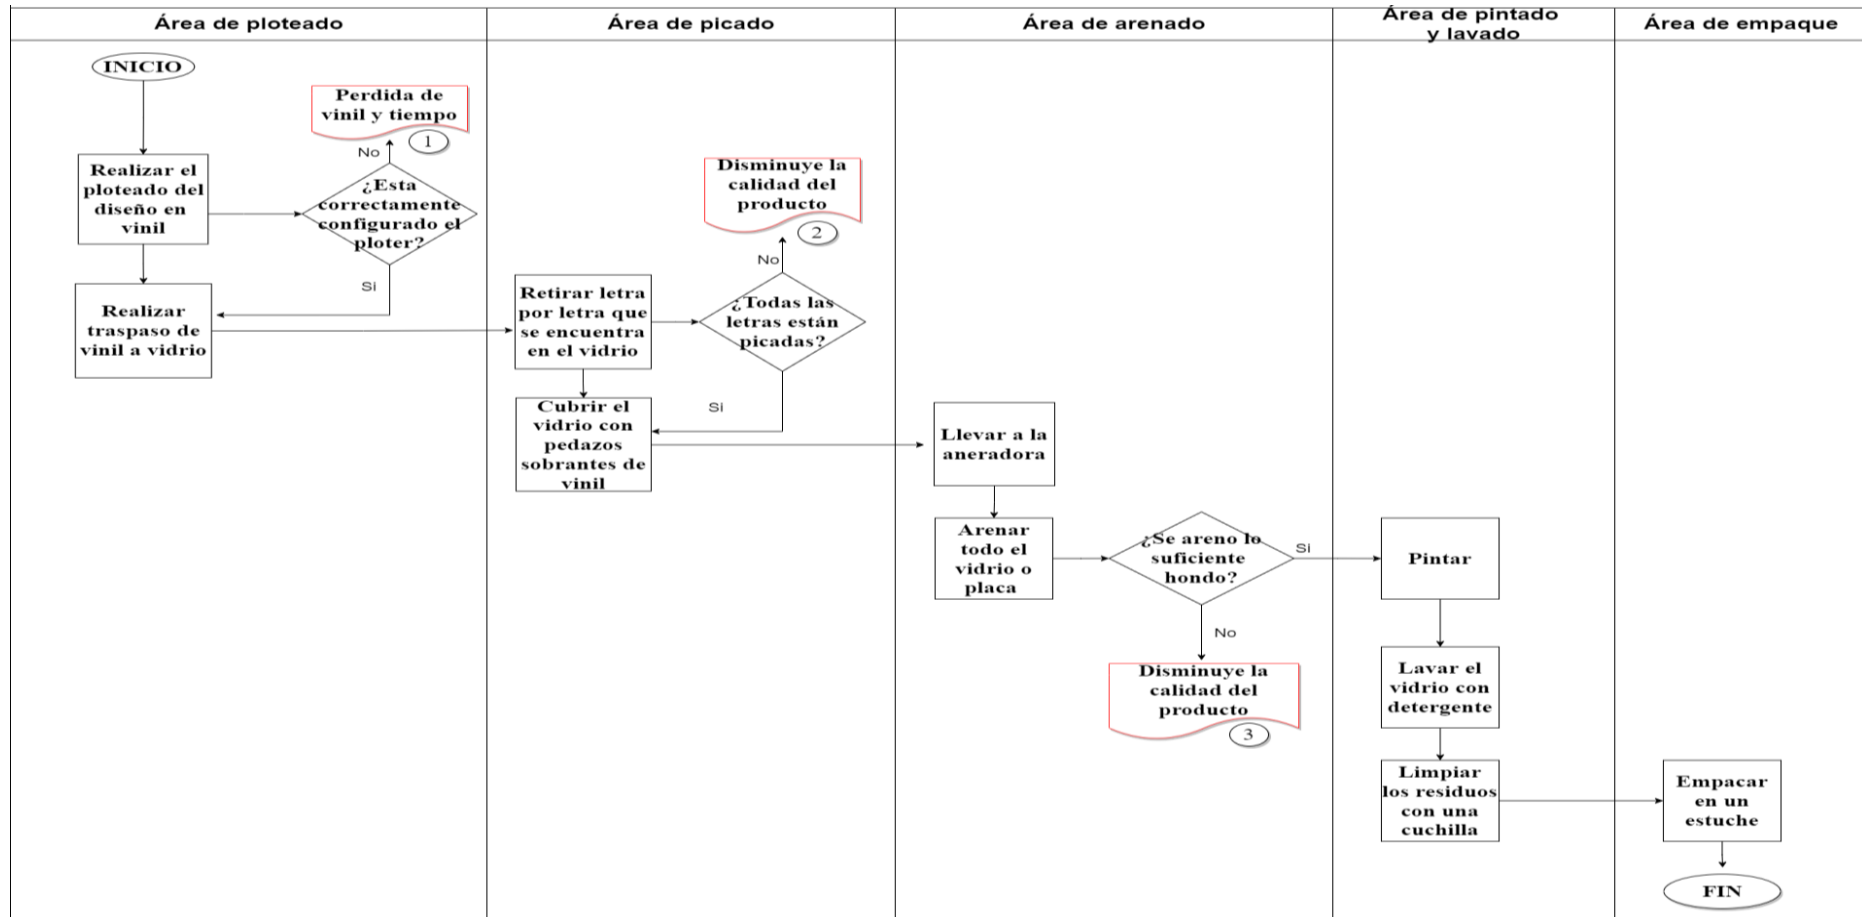 Área de ploteado
Área de picado
Área de arenado
Área de pintado
y lavado
Área de empaque
INICIO
Perdida de
vinil y tiempo
1
No
Realizar el
ploteado del
diseño en
vinil
¿Esta
correctamente
configurado el
ploter?
Si
Realizar
traspaso de
vinil a vidrio
Disminuye la
calidad del
producto
2
No
Retirar letra
por letra que
se encuentra
en el vidrio
¿Todas las
letras están
picadas?
Si
Cubrir el
vidrio con
pedazos
sobrantes de
vinil
Llevar a la
aneradora
Arenar
todo el
vidrio o
placa
¿Se areno lo
suficiente
hondo?
Si
No
Disminuye la
calidad del
producto
3
Pintar
Lavar el
vidrio con
detergente
Limpiar
los residuos
con una
cuchilla
Empacar
en un
estuche
FIN